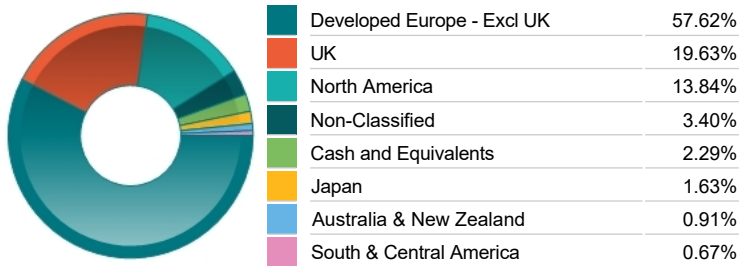 Developed Europe - Excl UK 57.62%
UK 19.63%
North America 13.84%
Non-Classified 3.40%
Cash and Equivalents 2.29%
Japan 1.63%
Australia & New Zealand 0.91%
South & Central America 0.67%